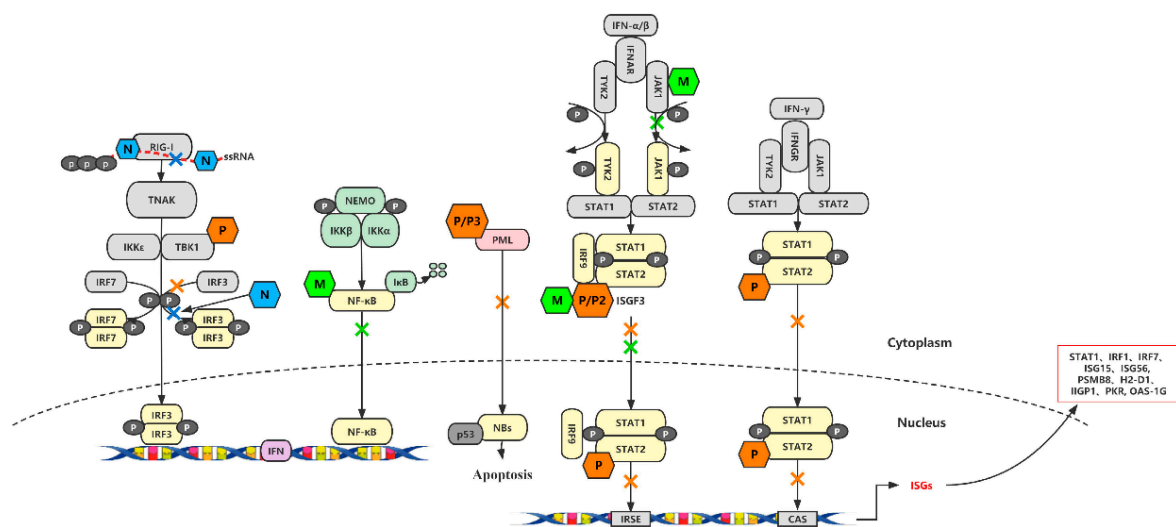 RIG-I
N
N
ssRNA
P P P
TNAK
P
IKKε
TBK1
IRF7
IRF3
P P
N
IRF7
IRF7
P P
IRF3
IRF3
P P
IRF3
IRF3
P P
IFN
NEMO
P P
IKKβ
IKKα
M
IκB
NF-κB
NF-κB
P/P3
PML
p53
NBs
Apoptosis
IFN-α/β
IFNAR
TYK2
JAK1
M
P
P
TYK2
JAK1
P
P
STAT1
STAT2
IRF9
STAT1
P P
STAT2
M
P/P2
ISGF3
IRF9
STAT1
P P
STAT2
P
IRSE
IFN-γ
IFNGR
TYK2
JAK1
STAT1
STAT2
STAT1
P P
STAT2
P
STAT1
P P
STAT2
P
CAS
Cytoplasm
Nucleus
ISGs
STAT1、IRF1、IRF7、
ISG15、ISG56,
PSMB8、H2-D1、
IIGP1、PKR, OAS-1G